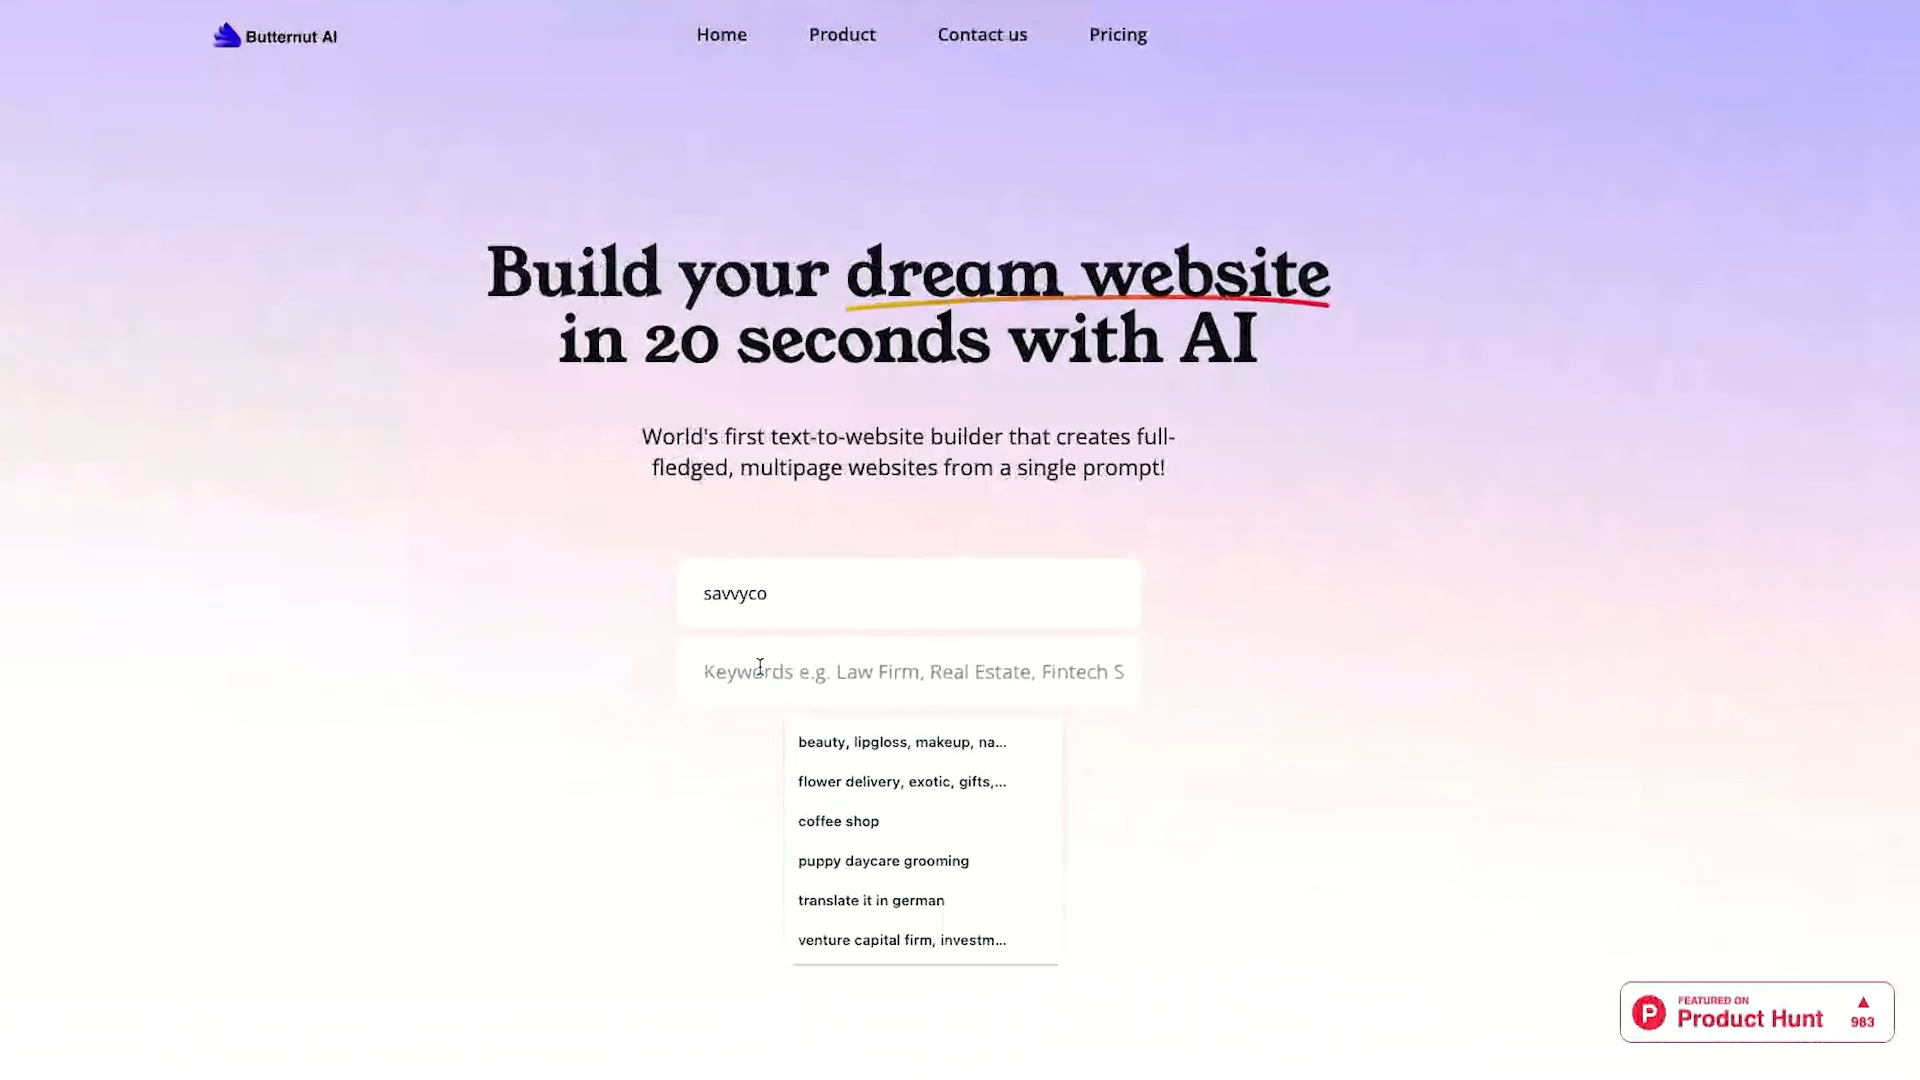 Butternut AI
Home
Product
Contact us
Pricing
Build your dream website
in 20 seconds with AI
World's first text-to-website builder that creates full-
fledged, multipage websites from a single prompt!
savvyco
Keywords e.g. Law Firm, Real Estate, Fintech S
beauty, lipgloss, makeup, na...
flower delivery, exotic, gifts,...
coffee shop
puppy daycare grooming
translate it in german
venture capital firm, investm...
P
FEATURED ON
Product Hunt
▲
983